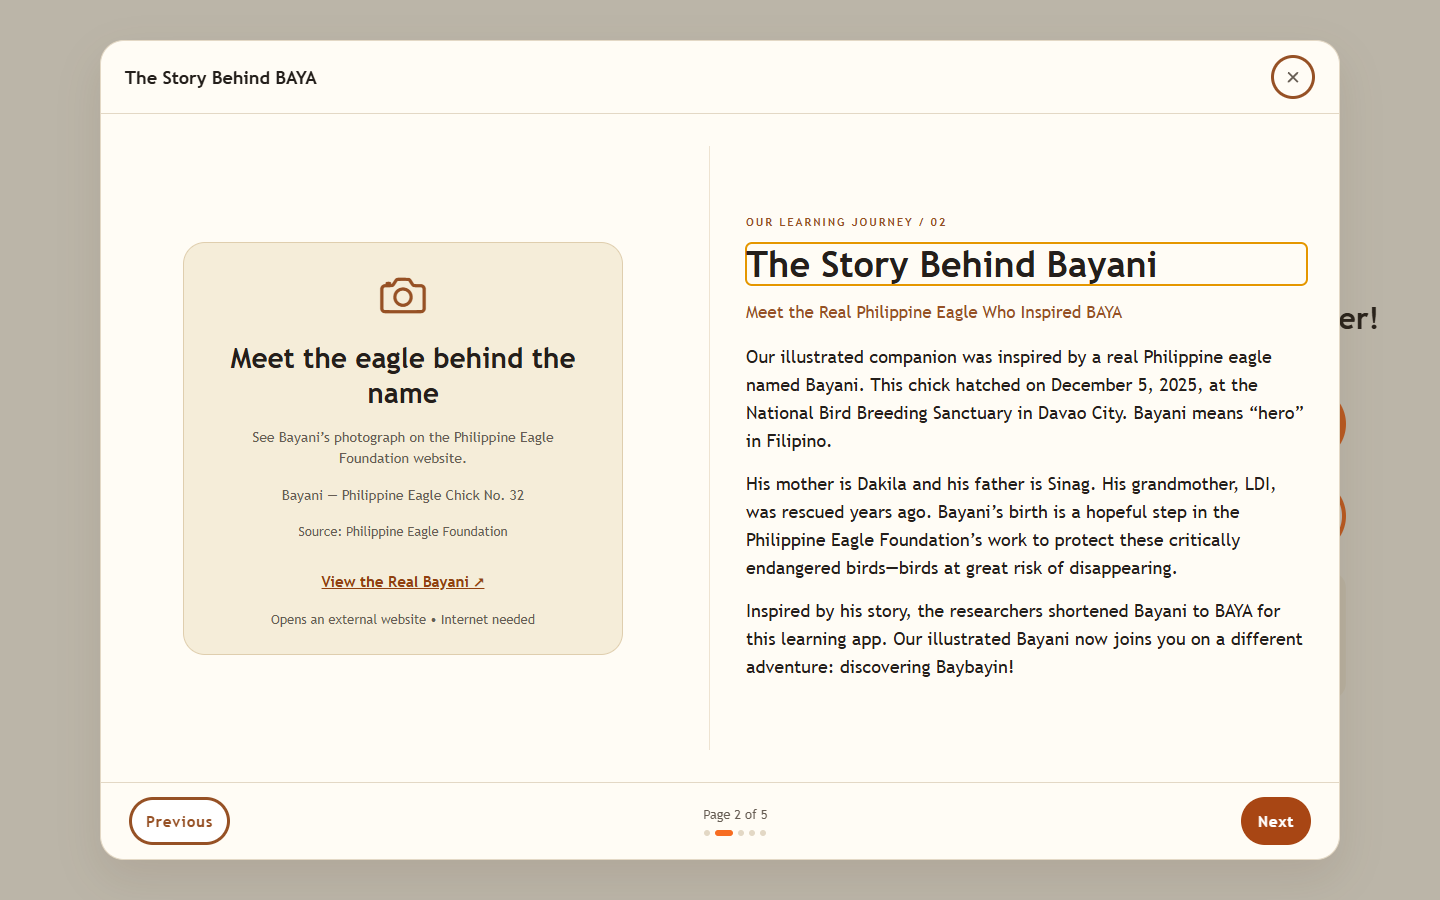 The Story Behind BAYA
Meet the eagle behind the
name
See Bayani’s photograph on the Philippine Eagle
Foundation website.
Bayani — Philippine Eagle Chick No. 32
Source: Philippine Eagle Foundation
View the Real Bayani ↗
Opens an external website • Internet needed
OUR LEARNING JOURNEY / 02
The Story Behind Bayani
Meet the Real Philippine Eagle Who Inspired BAYA
Our illustrated companion was inspired by a real Philippine eagle
named Bayani. This chick hatched on December 5, 2025, at the
National Bird Breeding Sanctuary in Davao City. Bayani means “hero”
in Filipino.
His mother is Dakila and his father is Sinag. His grandmother, LDI,
was rescued years ago. Bayani’s birth is a hopeful step in the
Philippine Eagle Foundation’s work to protect these critically
endangered birds—birds at great risk of disappearing.
Inspired by his story, the researchers shortened Bayani to BAYA for
this learning app. Our illustrated Bayani now joins you on a different
adventure: discovering Baybayin!
er!
Previous
Page 2 of 5
Next